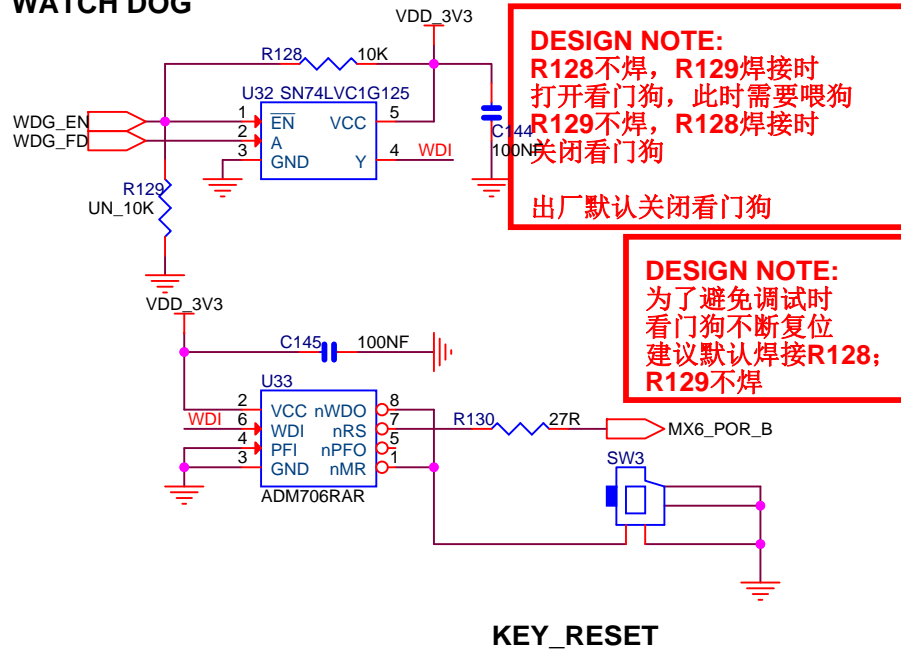 WATCH DOG
VDD_3V3
R128
10K
U32 SN74LVC1G125
WDG_EN
WDG_FD
1
2
3
EN
A
GND
VCC
Y
5
4
WDI
C144
100NF
R129
UN_10K
DESIGN NOTE:
R128不焊，R129焊接时
打开看门狗，此时需要喂狗
R129不焊，R128焊接时
关闭看门狗
出厂默认关闭看门狗
DESIGN NOTE:
为了避免调试时
看门狗不断复位
建议默认焊接R128；
R129不焊
VDD_3V3
C145
100NF
U33
WDI
2
6
4
3
VCC nWDO
WDI nRS
PFI nPFO
GND nMR
8
7
5
1
ADM706RAR
R130
27R
MX6_POR_B
SW3
KEY_RESET